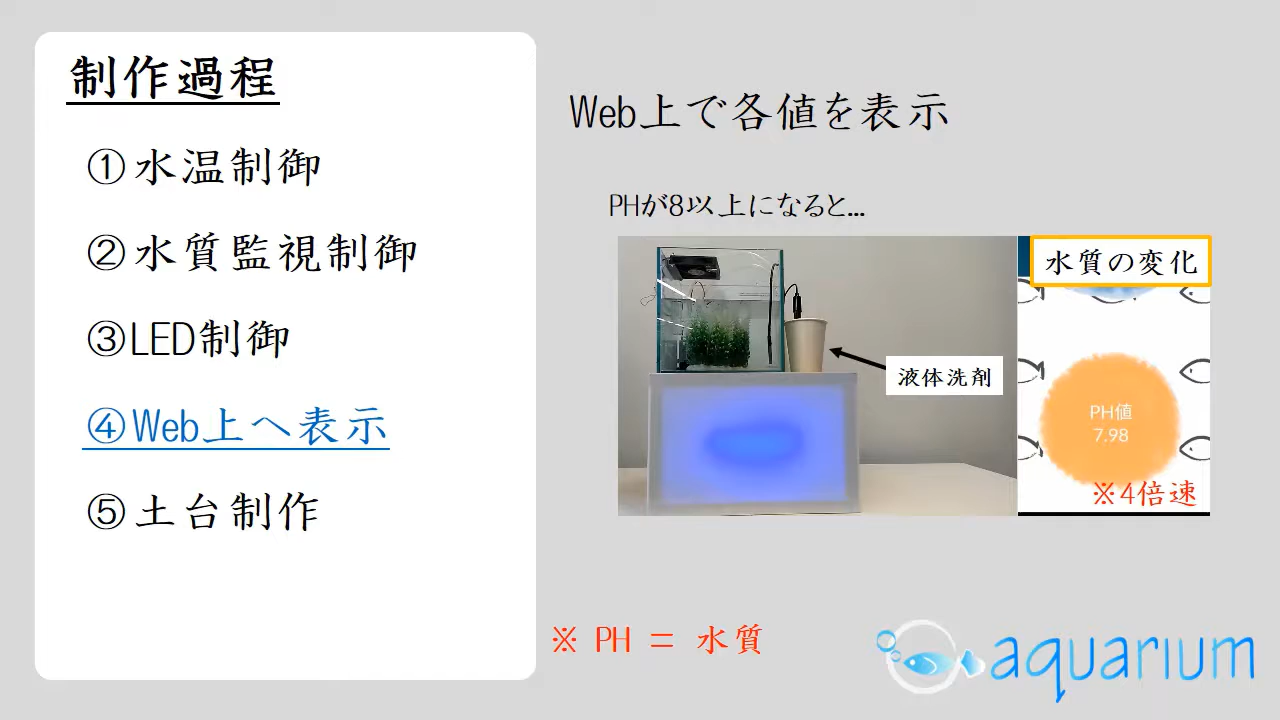 制作過程
①水温制御
②水質監視制御
③LED制御
④Web上へ表示
⑤土台制作
Web上で各値を表示
PHが8以上になると…
水質の変化
液体洗剤
PH値
7.98
※4倍速
※ PH ＝ 水質
aquarium